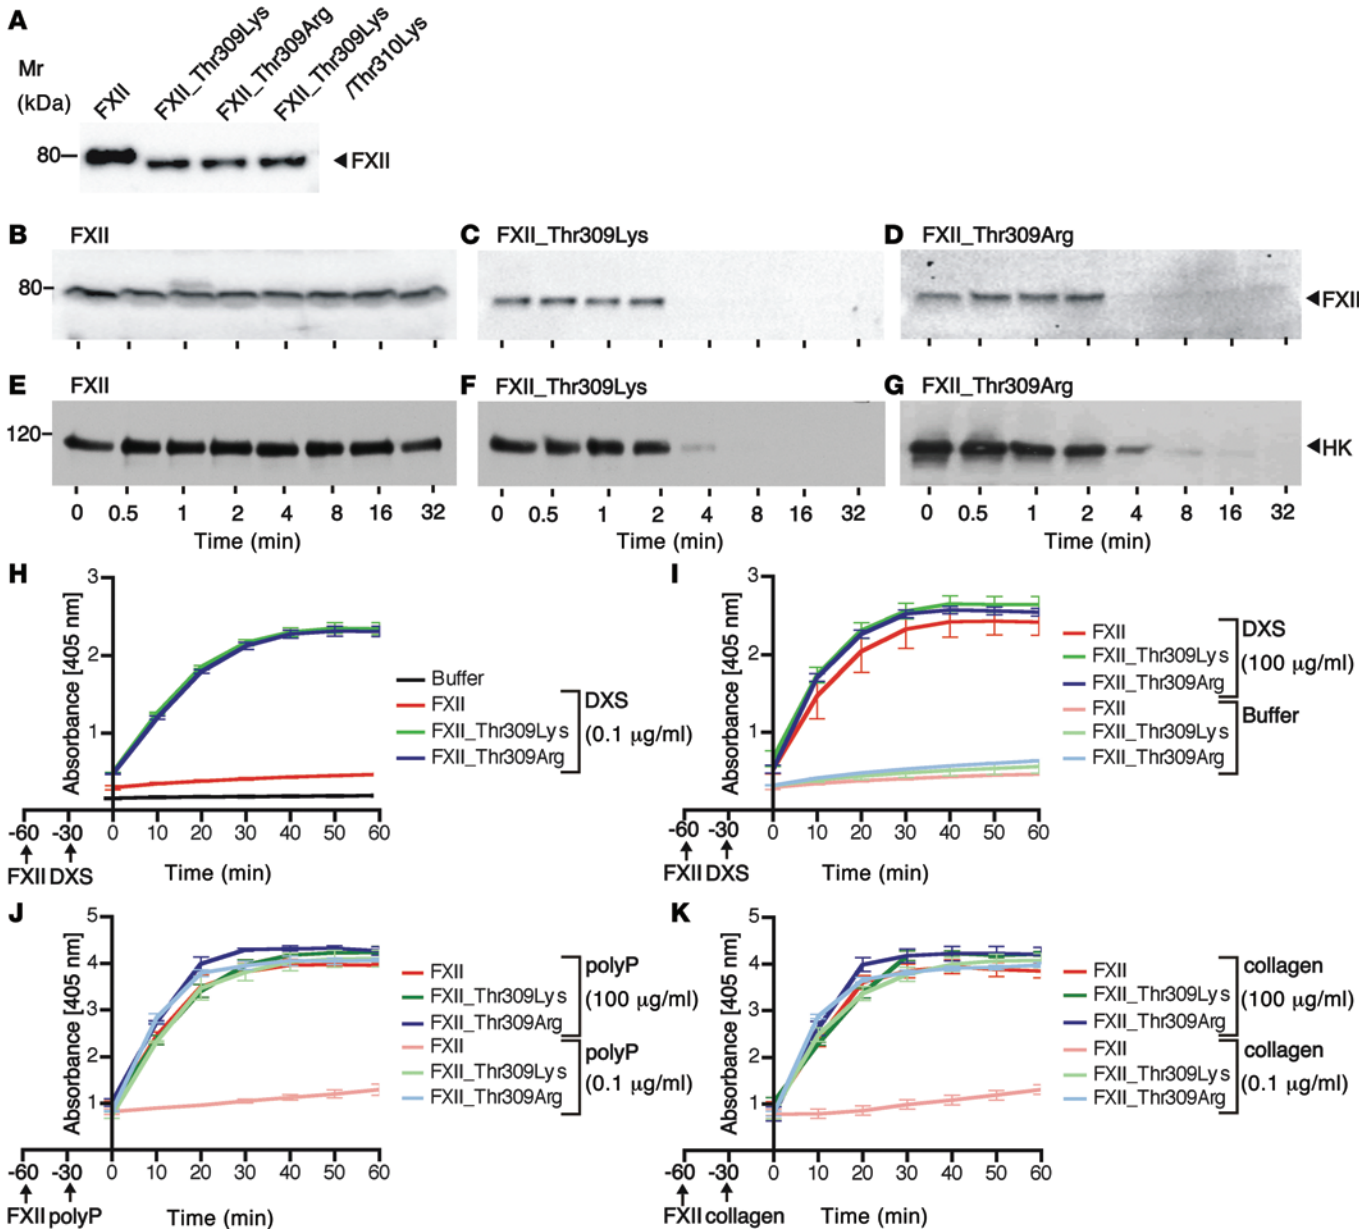 A
Mr
(kDa)
FXII
FXII_Thr309Lys
FXII_Thr309Arg
FXII_Thr309Lys
/Thr310Lys
80
FXII
B
FXII
C
FXII_Thr309Lys
D
FXII_Thr309Arg
80
FXII
E
FXII
F
FXII_Thr309Lys
G
FXII_Thr309Arg
120
HK
0 0.5 1 2 4 8 16 32
Time (min)
0 0.5 1 2 4 8 16 32
Time (min)
0 0.5 1 2 4 8 16 32
Time (min)
H
Absorbance [405 nm]
3
2
1
Buffer
FXII
FXII_Thr309Lys
FXII_Thr309Arg
DXS
(0.1 µg/ml)
-60 -30 0 10 20 30 40 50 60
FXII DXS
Time (min)
I
Absorbance [405 nm]
3
2
1
FXII
FXII_Thr309Lys
FXII_Thr309Arg
DXS
(100 µg/ml)
FXII
FXII_Thr309Lys
FXII_Thr309Arg
Buffer
-60 -30 0 10 20 30 40 50 60
FXII DXS
Time (min)
J
Absorbance [405 nm]
5
4
3
2
1
FXII
FXII_Thr309Lys
FXII_Thr309Arg
polyP
(100 µg/ml)
FXII
FXII_Thr309Lys
FXII_Thr309Arg
polyP
(0.1 µg/ml)
-60 -30 0 10 20 30 40 50 60
FXII polyP
Time (min)
K
Absorbance [405 nm]
5
4
3
2
1
FXII
FXII_Thr309Lys
FXII_Thr309Arg
collagen
(100 µg/ml)
FXII
FXII_Thr309Lys
FXII_Thr309Arg
collagen
(0.1 µg/ml)
-60 -30 0 10 20 30 40 50 60
FXII collagen
Time (min)